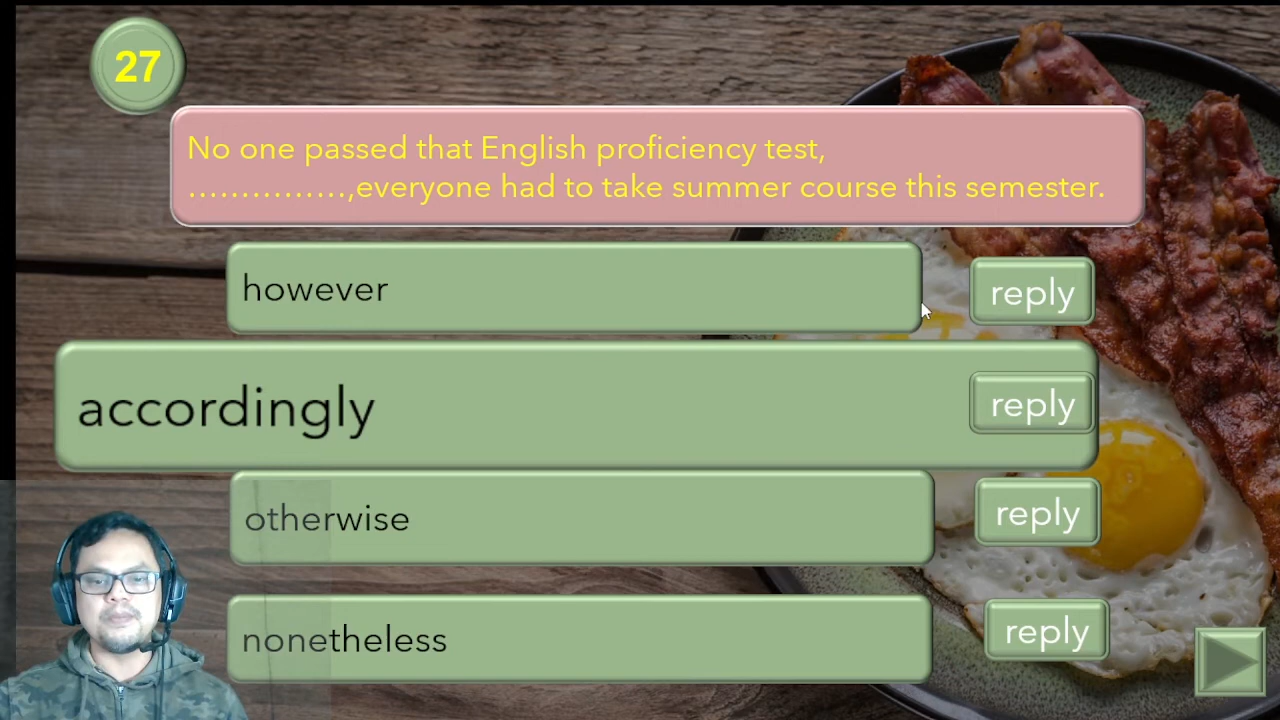 27
No one passed that English proficiency test,
……………,everyone had to take summer course this semester.
however
reply
accordingly
reply
otherwise
reply
nonetheless
reply